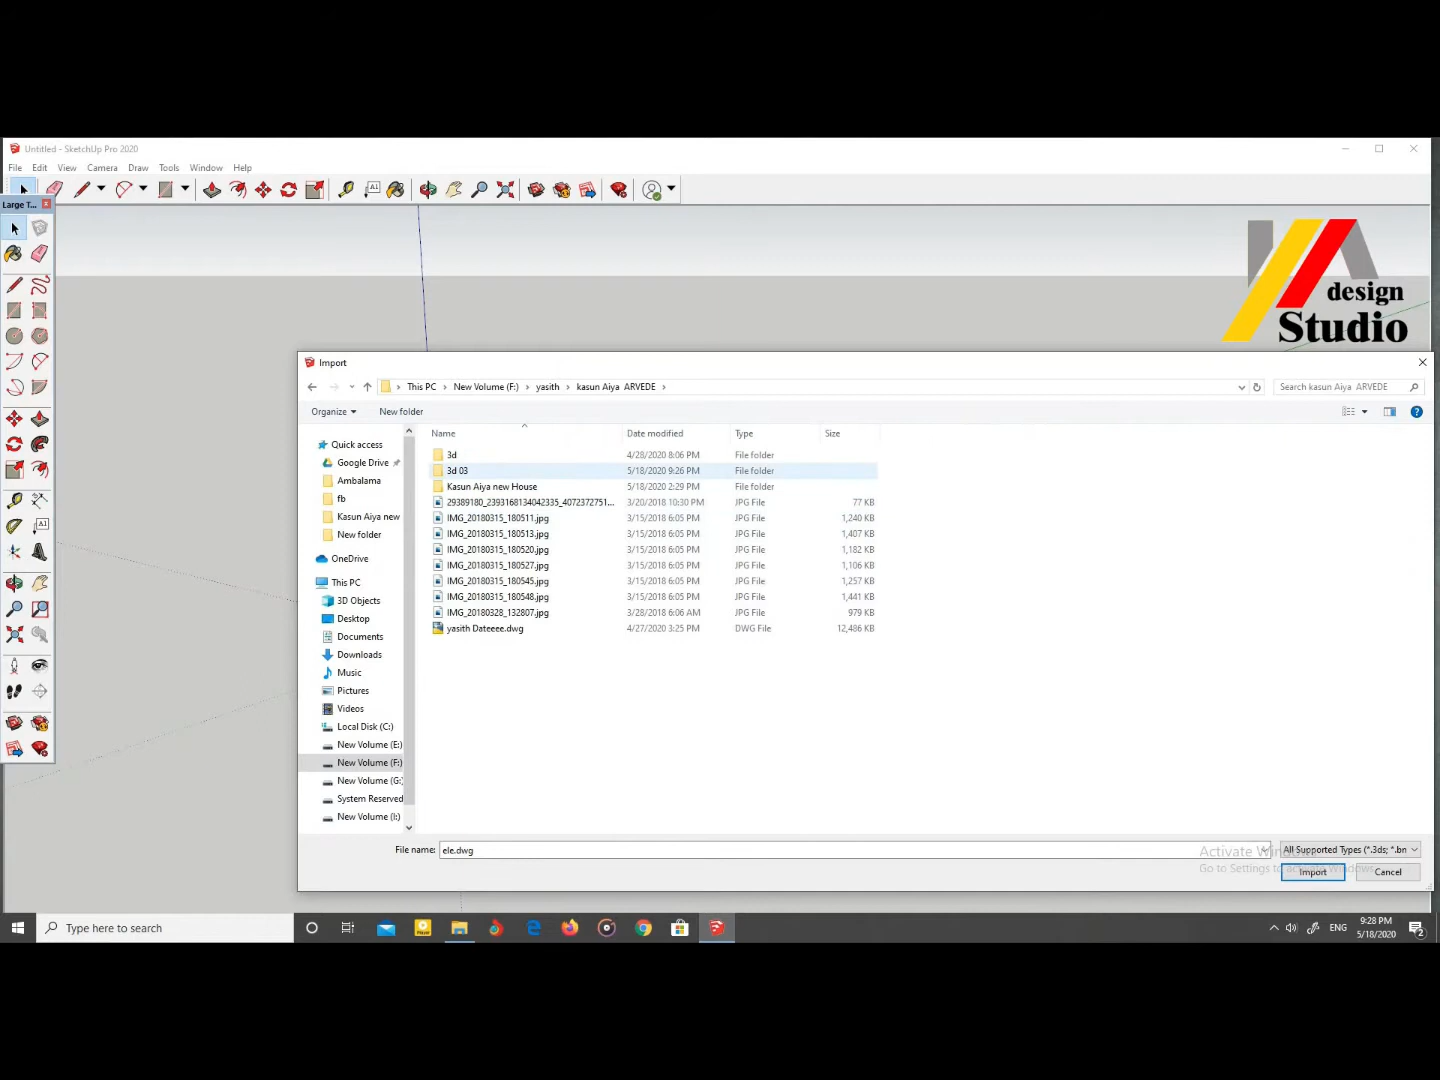 Untitled - SketchUp Pro 2020
File Edit View Camera Draw Tools Window Help
A1
Large T...
A1
design
Studio
Import
This PC New Volume (F:) yasith kasun Aiya ARVEDE
Search kasun Aiya ARVEDE
Organize New folder
Name Date modified Type Size
Quick access
Google Drive
Ambalama
fb
Kasun Aiya new
New folder
OneDrive
This PC
3D Objects
Desktop
Documents
Downloads
Music
Pictures
Videos
Local Disk (C:)
New Volume (E:)
New Volume (F:)
New Volume (G:
System Reserved
New Volume (I:)
3d 4/28/2020 8:06 PM File folder
3d 03 5/18/2020 9:26 PM File folder
Kasun Aiya new House 5/18/2020 2:29 PM File folder
29389180_2393168134042335_4072372751... 3/20/2018 10:30 PM JPG File 77 KB
IMG_20180315_180511.jpg 3/15/2018 6:05 PM JPG File 1,240 KB
IMG_20180315_180513.jpg 3/15/2018 6:05 PM JPG File 1,407 KB
IMG_20180315_180520.jpg 3/15/2018 6:05 PM JPG File 1,182 KB
IMG_20180315_180527.jpg 3/15/2018 6:05 PM JPG File 1,106 KB
IMG_20180315_180545.jpg 3/15/2018 6:05 PM JPG File 1,257 KB
IMG_20180315_180548.jpg 3/15/2018 6:05 PM JPG File 1,441 KB
IMG_20180328_132807.jpg 3/28/2018 6:06 AM JPG File 979 KB
yasith Dateeee.dwg 4/27/2020 3:25 PM DWG File 12,486 KB
File name: ele.dwg
All Supported Types (*.3ds; *.bn
Activate Windows
Go to Settings to activate Windows.
Import Cancel
Type here to search
ENG
9:28 PM
5/18/2020
2